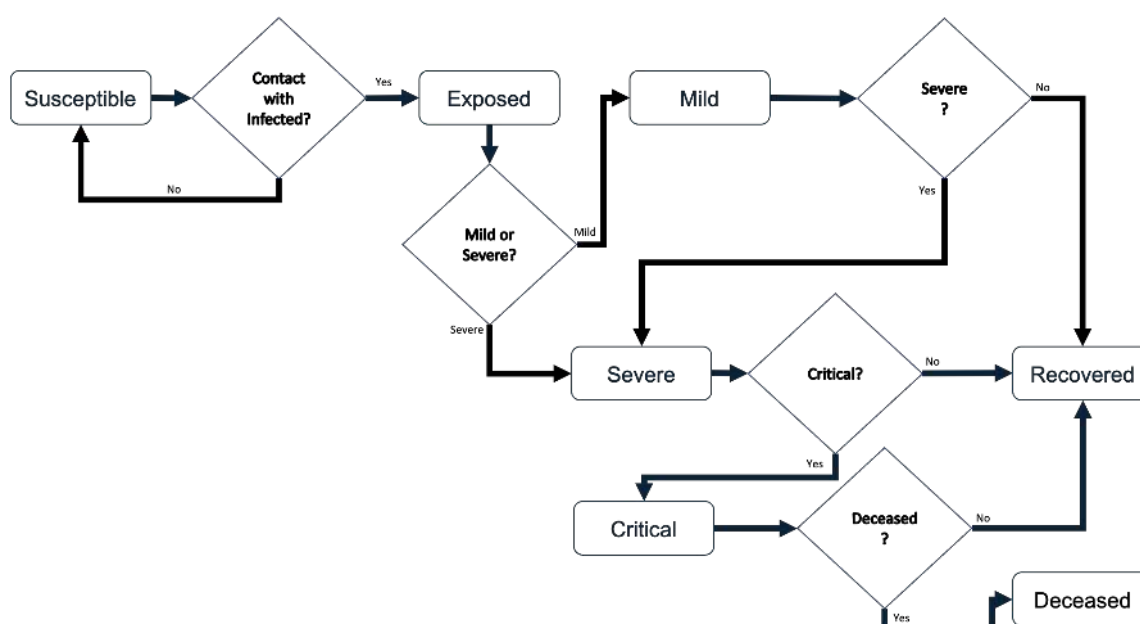 Susceptible
Contact
with
Infected?
Yes
No
Exposed
Mild or
Severe?
Mild
Severe
Mild
Severe
?
No
Yes
Severe
Critical?
No
Yes
Recovered
Critical
Deceased
?
No
Yes
Deceased